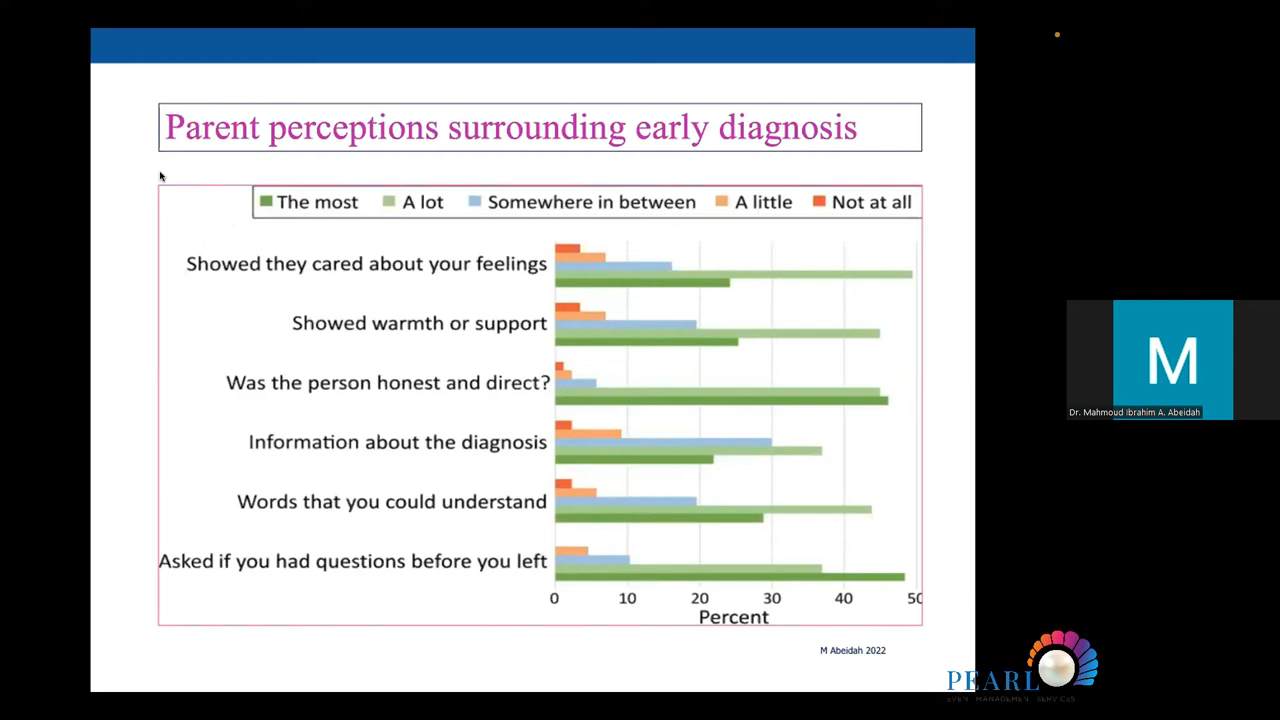 Parent perceptions surrounding early diagnosis
The most A lot Somewhere in between A little Not at all
Showed they cared about your feelings
Showed warmth or support
Was the person honest and direct?
Information about the diagnosis
Words that you could understand
Asked if you had questions before you left
0 10 20 30 40 50
Percent
M Abeidah 2022
M
Dr. Mahmoud Ibrahim A. Abeidah
PEARL
EVENT MANAGEMENT SERVICES